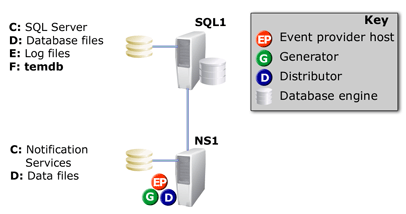 C: SQL Server
D: Database files
E: Log files
F: temdb
SQL1
Key
EP Event provider host
G Generator
D Distributor
Database engine
C: Notification
Services
D: Data files
NS1
EP
G D